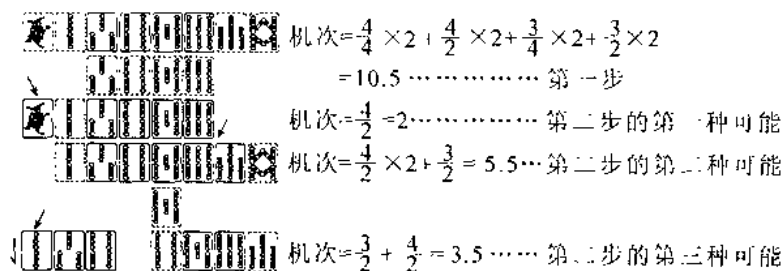 机次=4/4×2+4/2×2+3/4×2+3/2×2
=10.5……………第一步
机次=4/2=2……………第二步的第一种可能
机次=4/2×2+3/2=5.5…第二步的第二种可能
机次=3/2+4/2=3.5……第二步的第三种可能